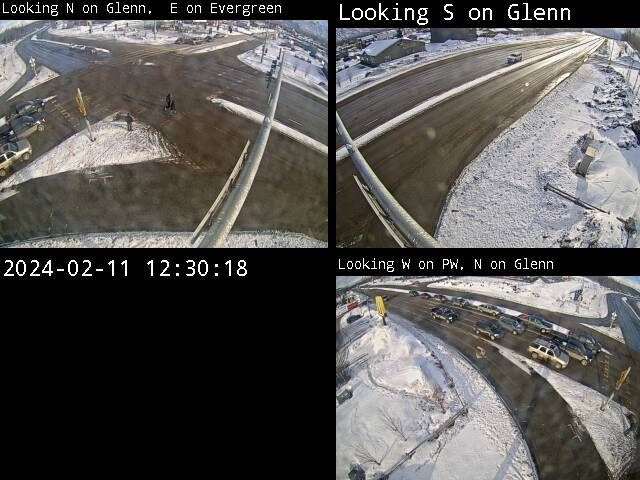 Looking N on Glenn,  E on Evergreen
Looking S on Glenn
2024-02-11 12:30:18
Looking W on PW, N on Glenn